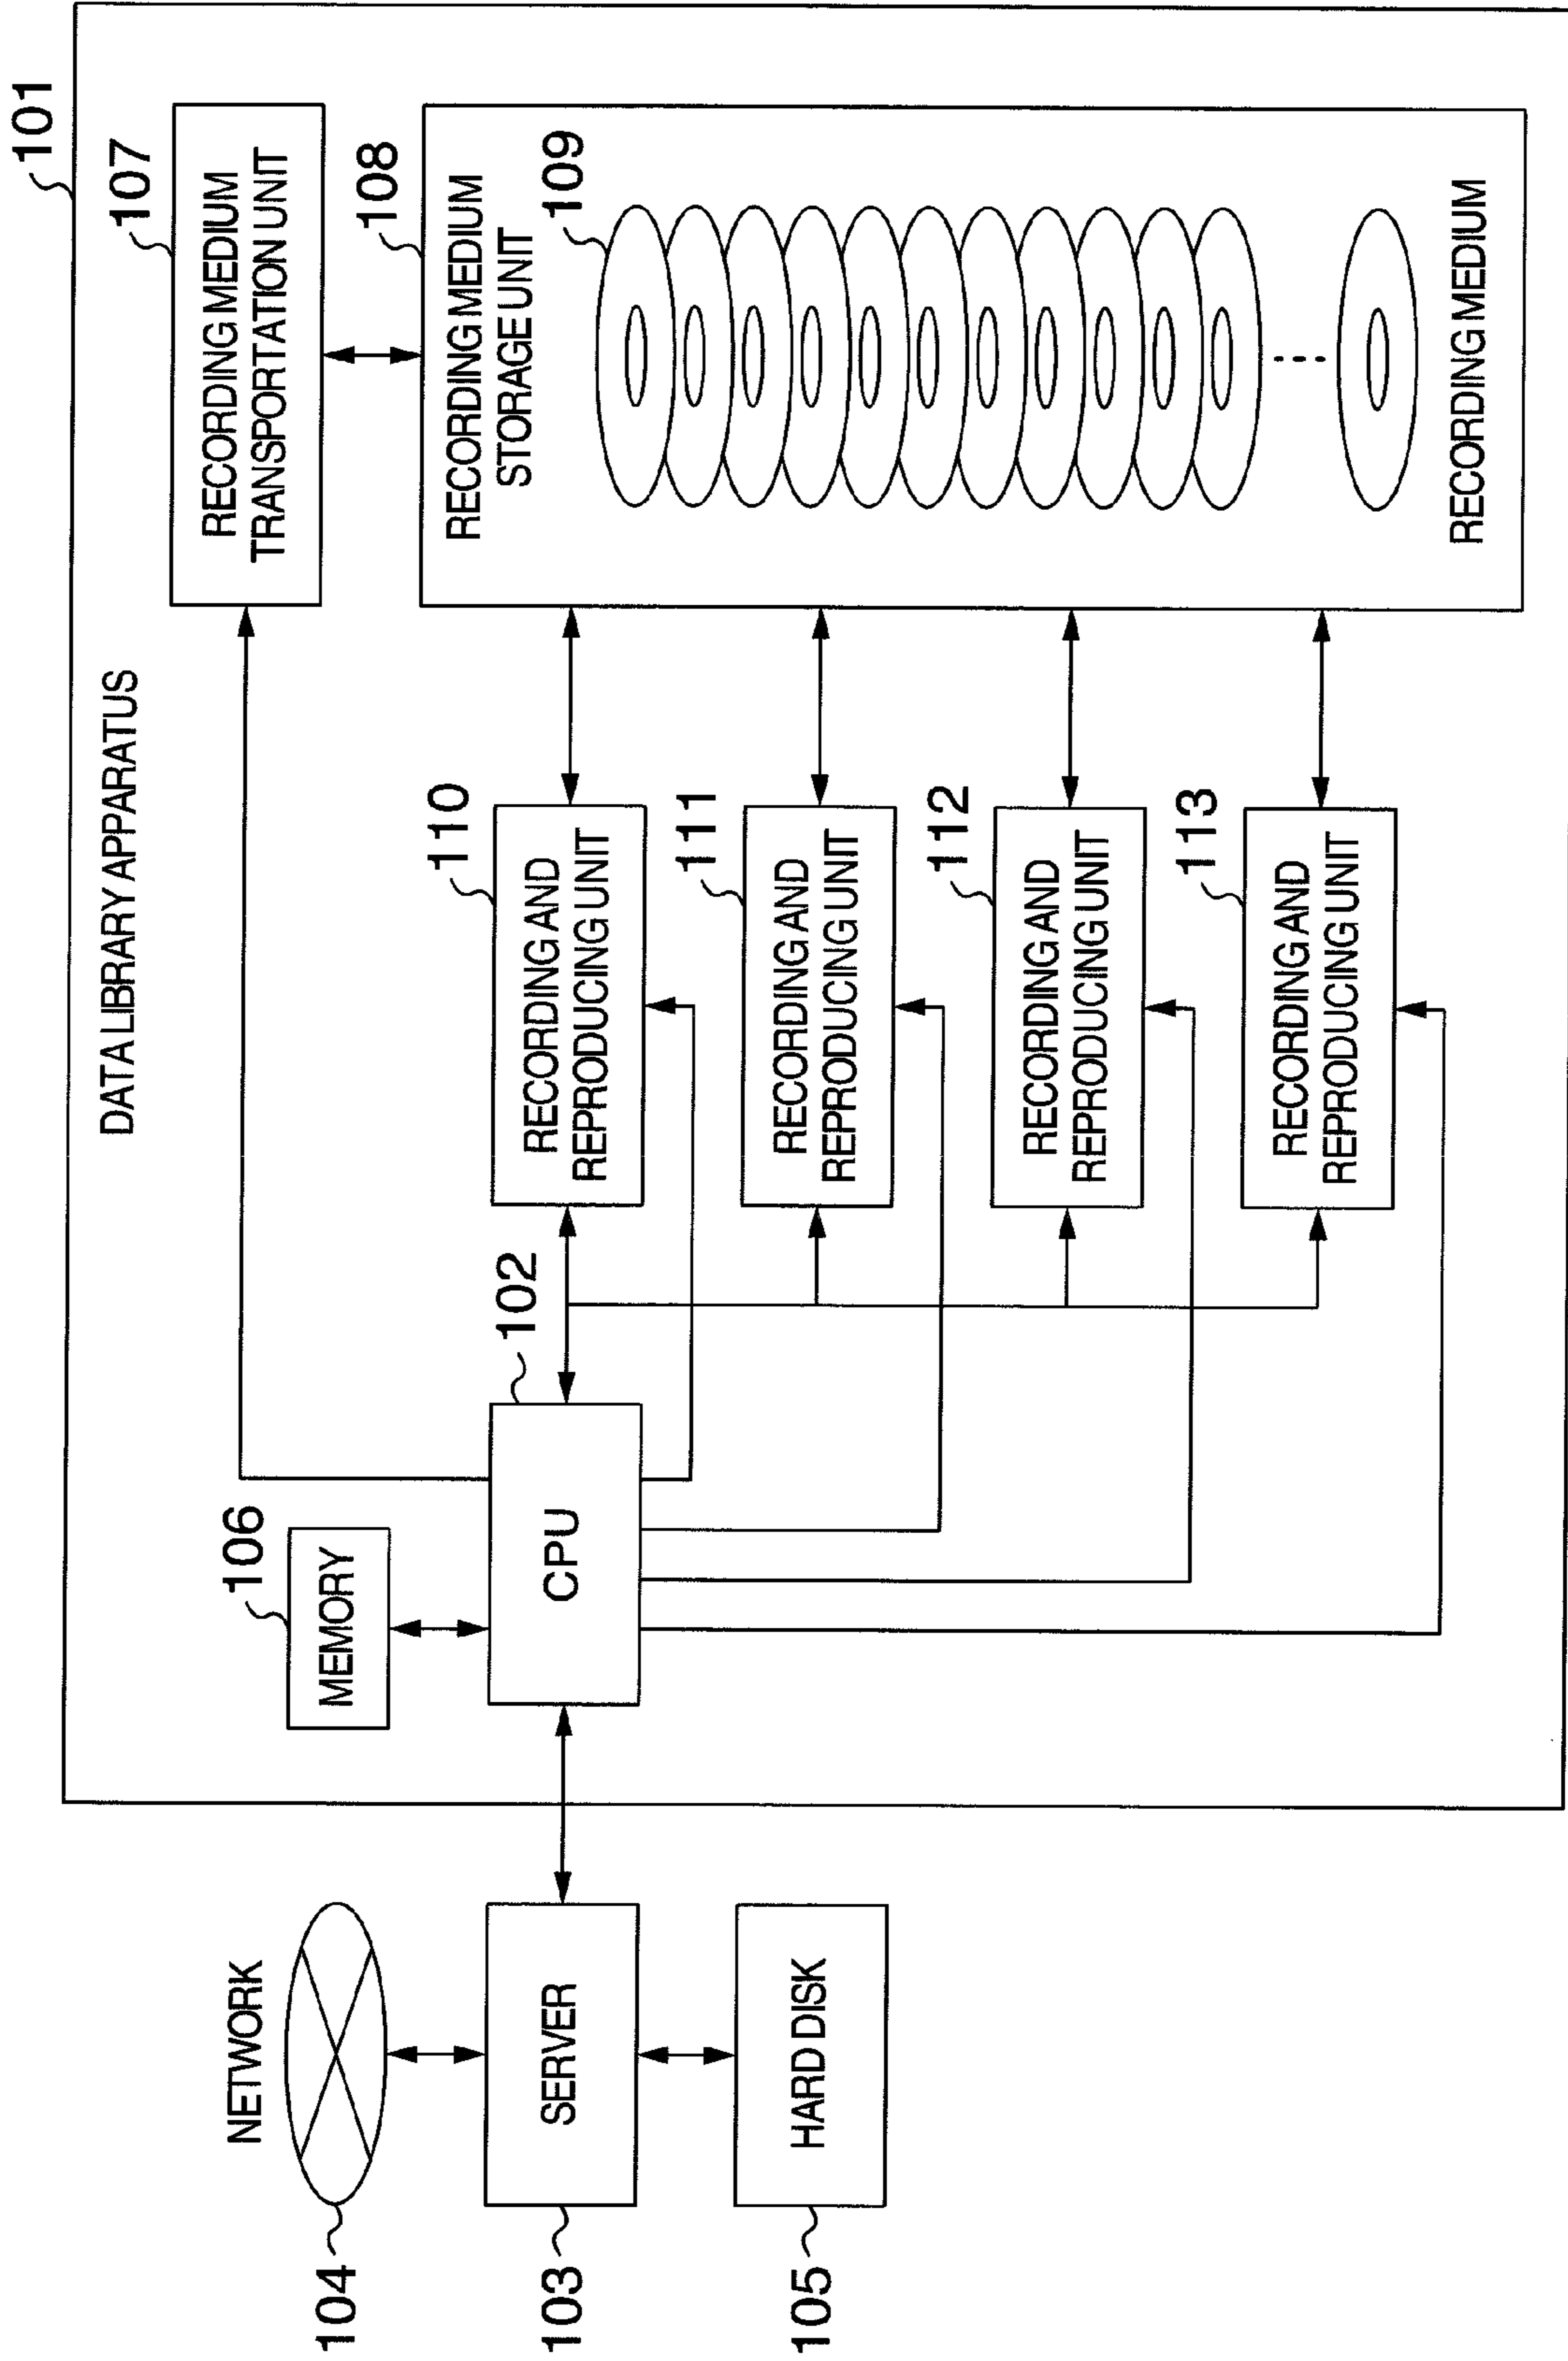 101
DATA LIBRARY APPARATUS
107
RECORDING MEDIUM
TRANSPORTATION UNIT
108
RECORDING MEDIUM
STORAGE UNIT
109
RECORDING MEDIUM
NETWORK
104
SERVER
103
HARD DISK
105
106
MEMORY
102
CPU
110
RECORDING AND
REPRODUCING UNIT
111
RECORDING AND
REPRODUCING UNIT
112
RECORDING AND
REPRODUCING UNIT
113
RECORDING AND
REPRODUCING UNIT